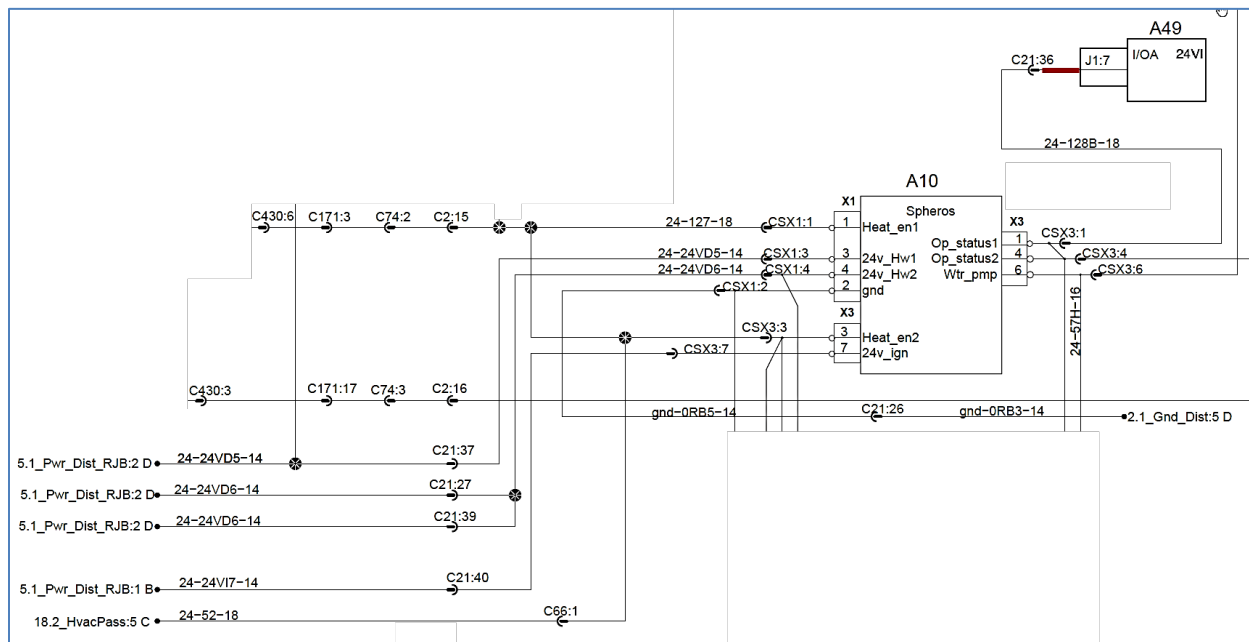 A49
C21:36
J1:7
I/OA
24VI
24-128B-18
A10
X1
Spheros
X3
C430:6
C171:3
C74:2
C2:15
24-127-18
CSX1:1
1
Heat_en1
Op_status1
1
CSX3:1
24-24VD5-14
CSX1:3
3
24v_Hw1
Op_status2
4
CSX3:4
24-24VD6-14
CSX1:4
4
24v_Hw2
Wtr_pmp
6
CSX3:6
CSX1:2
2
gnd
X3
24-57H-16
CSX3:3
3
Heat_en2
CSX3:7
7
24v_ign
C430:3
C171:17
C74:3
C2:16
gnd-0RB5-14
C21:26
gnd-0RB3-14
2.1_Gnd_Dist:5 D
5.1_Pwr_Dist_RJB:2 D
24-24VD5-14
C21:37
5.1_Pwr_Dist_RJB:2 D
24-24VD6-14
C21:27
5.1_Pwr_Dist_RJB:2 D
24-24VD6-14
C21:39
5.1_Pwr_Dist_RJB:1 B
24-24VI7-14
C21:40
18.2_HvacPass:5 C
24-52-18
C66:1